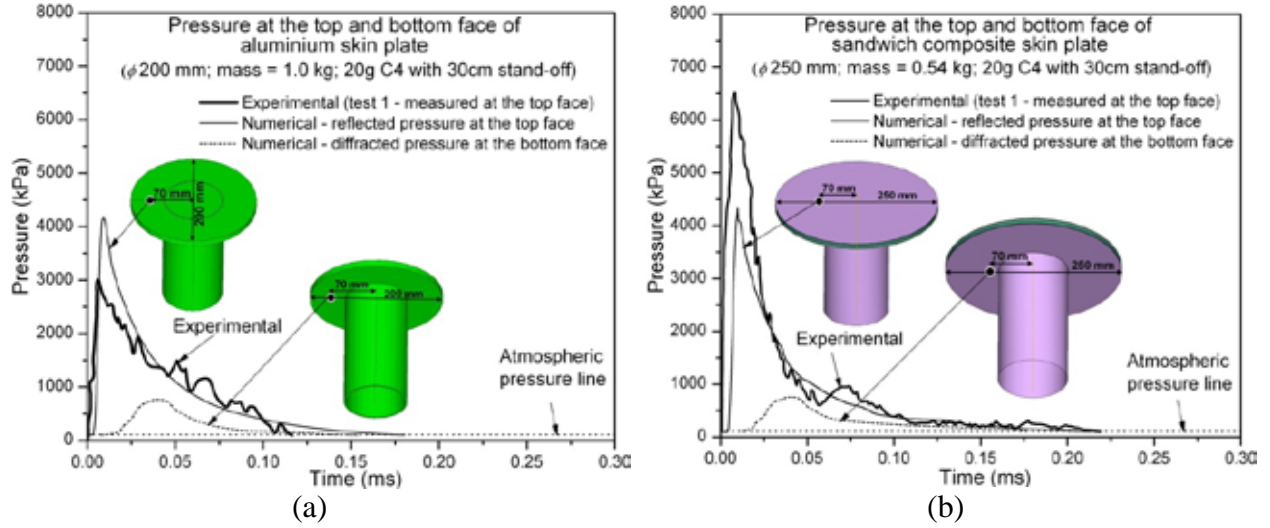 Pressure at the top and bottom face of
aluminium skin plate
(ϕ200 mm; mass = 1.0 kg; 20g C4 with 30cm stand-off)
Experimental (test 1 - measured at the top face)
Numerical - reflected pressure at the top face
Numerical - diffracted pressure at the bottom face
8000
7000
6000
5000
4000
3000
2000
1000
0
Pressure (kPa)
70 mm
200 mm
70 mm
200 mm
Experimental
Atmospheric
pressure line
0.00 0.05 0.10 0.15 0.20 0.25 0.30
Time (ms)
(a)
Pressure at the top and bottom face of
sandwich composite skin plate
(ϕ250 mm; mass = 0.54 kg; 20g C4 with 30cm stand-off)
Experimental (test 1 - measured at the top face)
Numerical - reflected pressure at the top face
Numerical - diffracted pressure at the bottom face
8000
7000
6000
5000
4000
3000
2000
1000
0
Pressure (kPa)
70 mm
250 mm
70 mm
250 mm
Experimental
Atmospheric
pressure line
0.00 0.05 0.10 0.15 0.20 0.25 0.30
Time (ms)
(b)